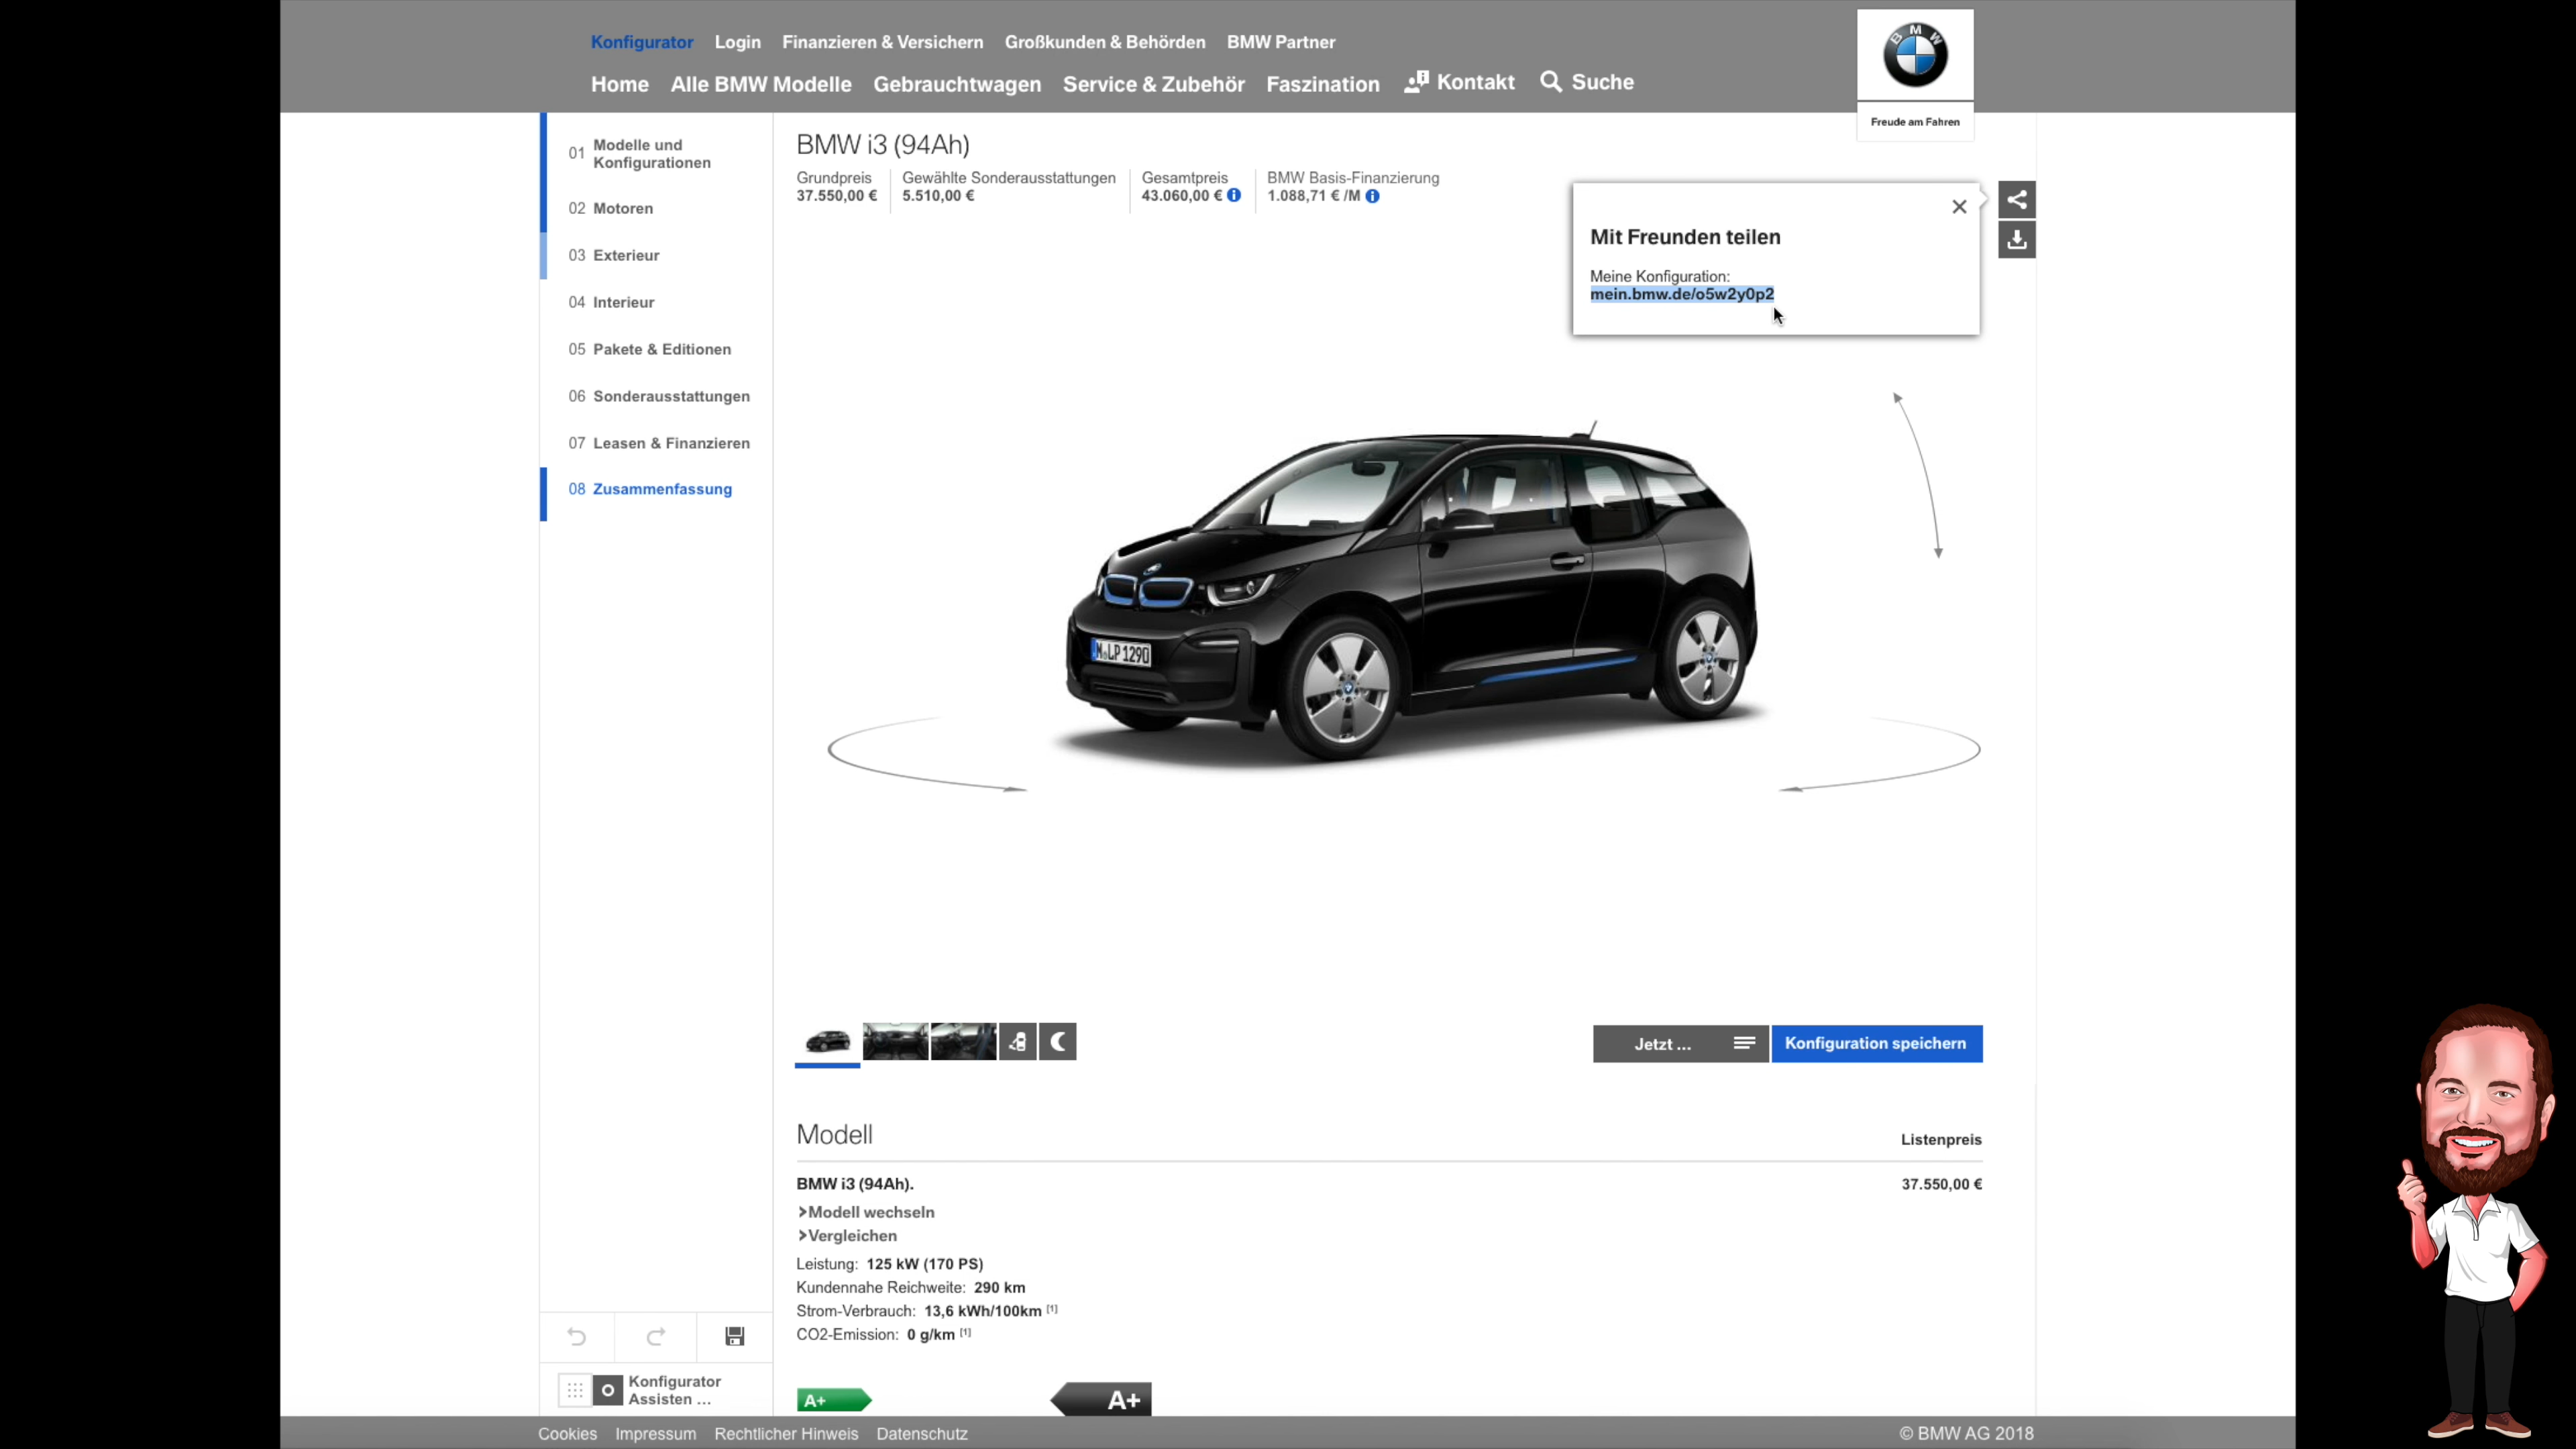 Konfigurator Login Finanzieren & Versichern Großkunden & Behörden BMW Partner
Home Alle BMW Modelle Gebrauchtwagen Service & Zubehör Faszination Kontakt Suche
BMW
Freude am Fahren
01 Modelle und
Konfigurationen
02 Motoren
03 Exterieur
04 Interieur
05 Pakete & Editionen
06 Sonderausstattungen
07 Leasen & Finanzieren
08 Zusammenfassung
BMW i3 (94Ah)
Grundpreis
37.550,00 €
Gewählte Sonderausstattungen
5.510,00 €
Gesamtpreis
43.060,00 €
BMW Basis-Finanzierung
1.088,71 € /M
Mit Freunden teilen
Meine Konfiguration:
mein.bmw.de/o5w2y0p2
M LP 1290
Jetzt ...
Konfiguration speichern
Modell
Listenpreis
BMW i3 (94Ah).
37.550,00 €
>Modell wechseln
>Vergleichen
Leistung: 125 kW (170 PS)
Kundennahe Reichweite: 290 km
Strom-Verbrauch: 13,6 kWh/100km [1]
CO2-Emission: 0 g/km [1]
A+
A+
Konfigurator
Assisten ...
Cookies Impressum Rechtlicher Hinweis Datenschutz
© BMW AG 2018